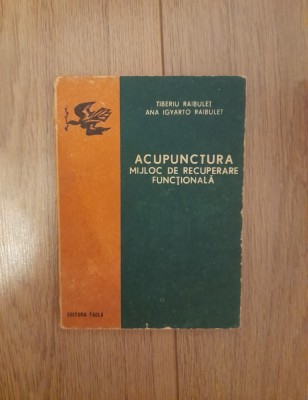 TIBERIU RAIBULEȚ
ANA IGYARTO RAIBULEȚ
ACUPUNCTURA
MIJLOC DE RECUPERARE
FUNCȚIONALĂ
EDITURA FACLA